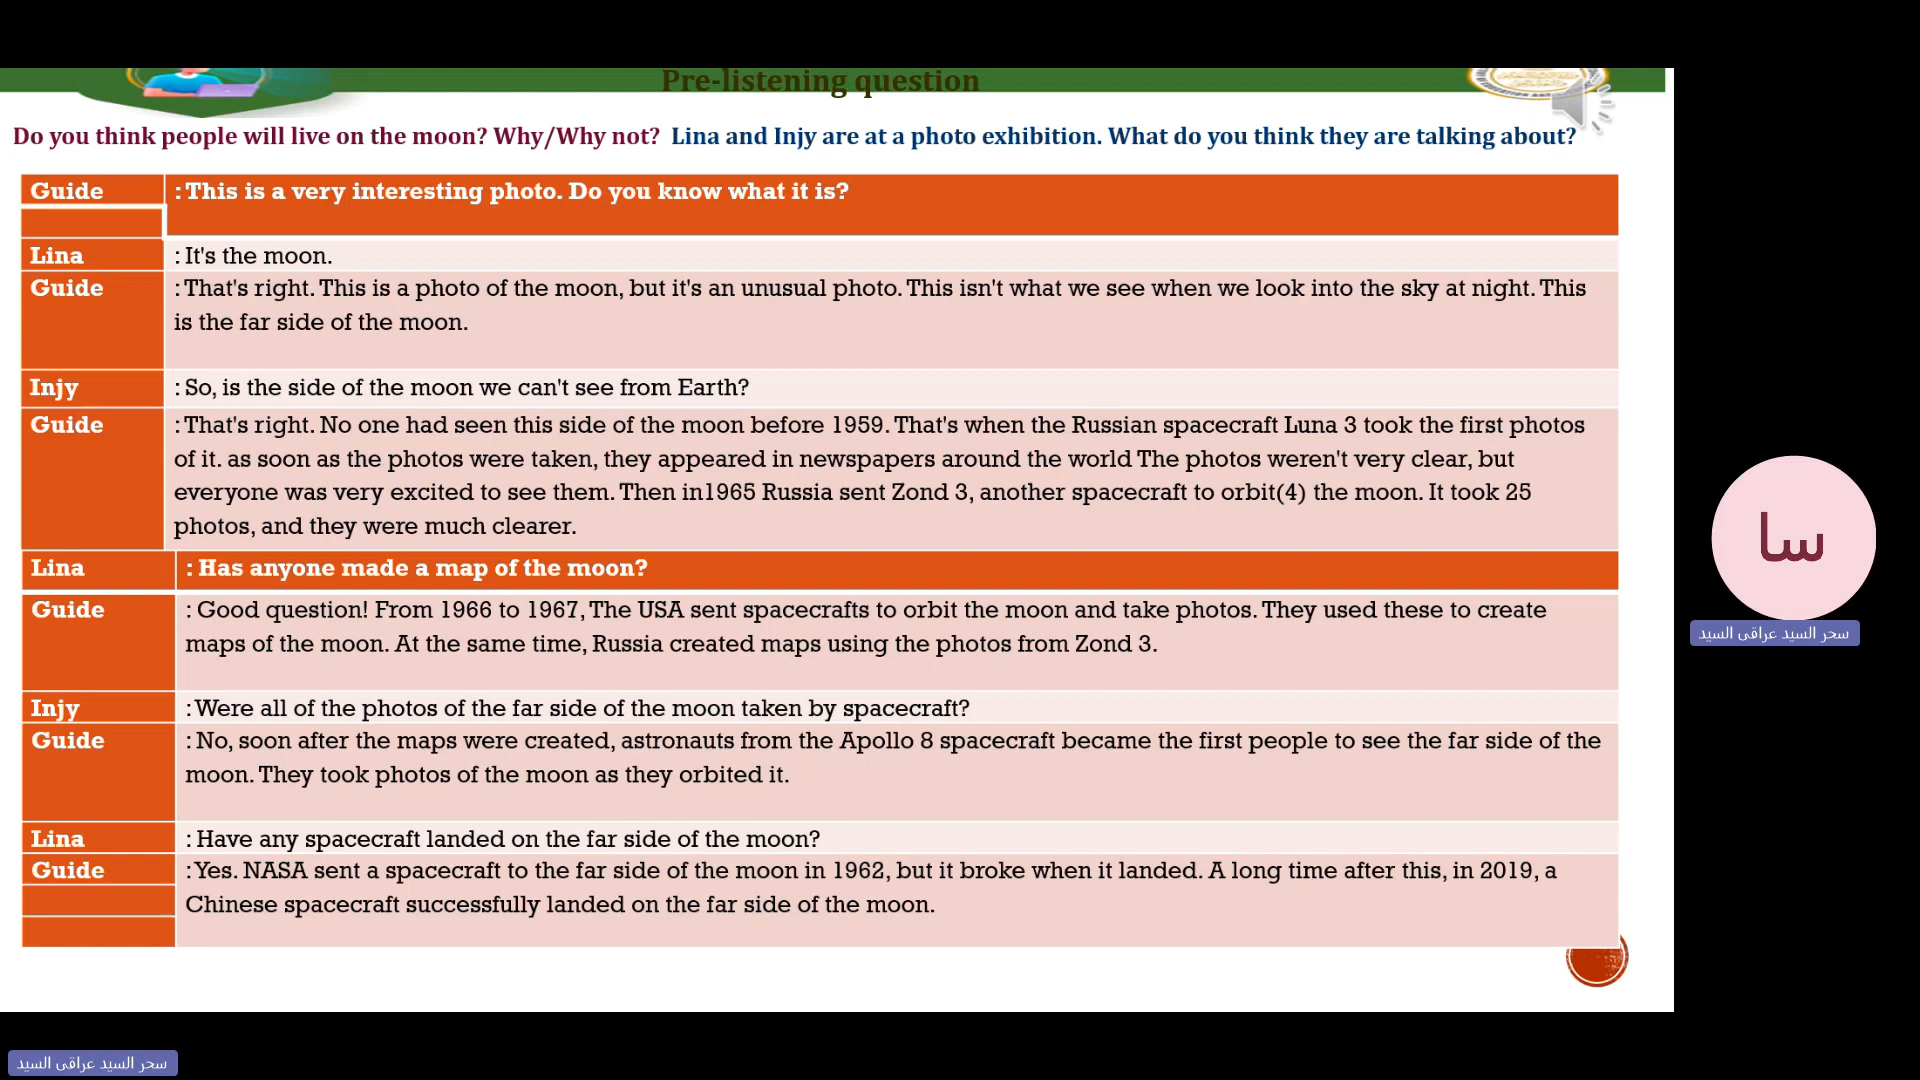 Pre-listening question
Do you think people will live on the moon? Why/Why not? Lina and Injy are at a photo exhibition. What do you think they are talking about?
Guide : This is a very interesting photo. Do you know what it is?
Lina : It's the moon.
Guide : That's right. This is a photo of the moon, but it's an unusual photo. This isn't what we see when we look into the sky at night. This
is the far side of the moon.
Injy : So, is the side of the moon we can't see from Earth?
Guide : That's right. No one had seen this side of the moon before 1959. That's when the Russian spacecraft Luna 3 took the first photos
of it. as soon as the photos were taken, they appeared in newspapers around the world The photos weren't very clear, but
everyone was very excited to see them. Then in1965 Russia sent Zond 3, another spacecraft to orbit(4) the moon. It took 25
photos, and they were much clearer.
Lina : Has anyone made a map of the moon?
Guide : Good question! From 1966 to 1967, The USA sent spacecrafts to orbit the moon and take photos. They used these to create
maps of the moon. At the same time, Russia created maps using the photos from Zond 3.
Injy : Were all of the photos of the far side of the moon taken by spacecraft?
Guide : No, soon after the maps were created, astronauts from the Apollo 8 spacecraft became the first people to see the far side of the
moon. They took photos of the moon as they orbited it.
Lina : Have any spacecraft landed on the far side of the moon?
Guide : Yes. NASA sent a spacecraft to the far side of the moon in 1962, but it broke when it landed. A long time after this, in 2019, a
Chinese spacecraft successfully landed on the far side of the moon.
سا
سحر السيد عراقى السيد
سحر السيد عراقى السيد